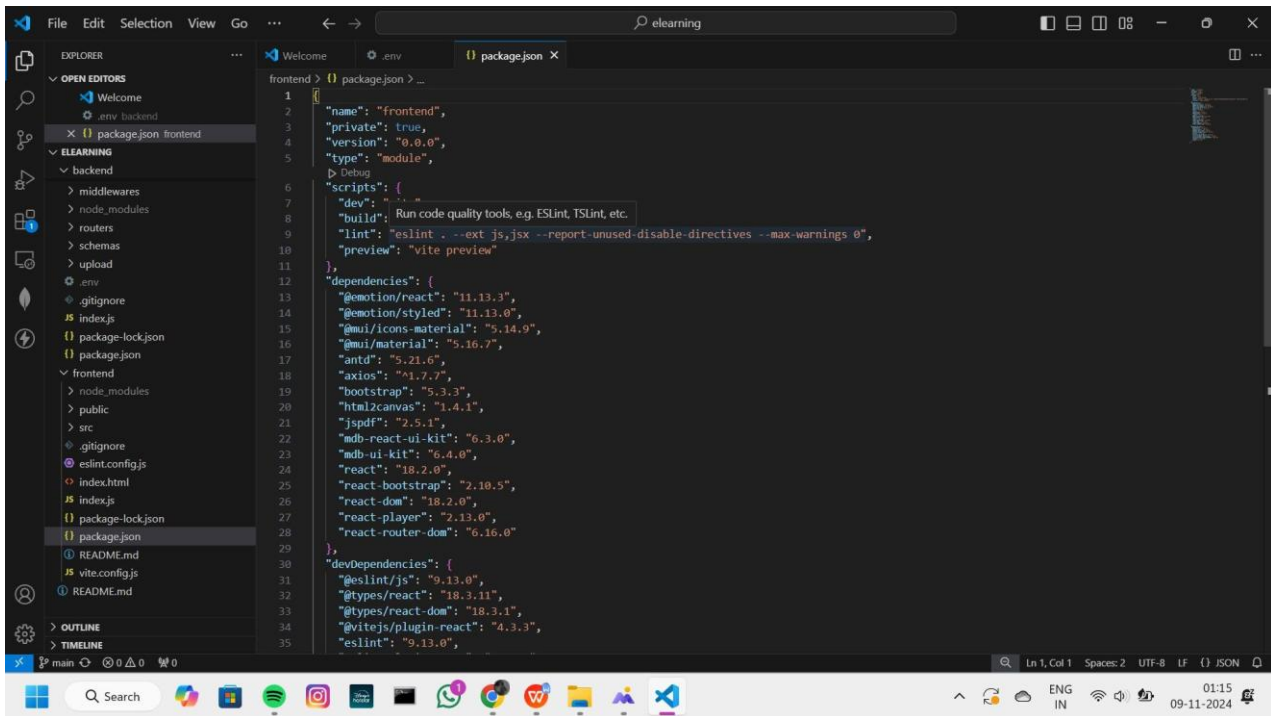 File Edit Selection View Go ... elearning
EXPLORER ...
OPEN EDITORS
Welcome
.env backend
package.json frontend
ELEARNING
backend
middlewares
node_modules
routers
schemas
upload
.env
.gitignore
JS index.js
{} package-lock.json
{} package.json
frontend
node_modules
public
src
.gitignore
eslint.config.js
<> index.html
JS index.js
{} package-lock.json
{} package.json
README.md
JS vite.config.js
README.md
OUTLINE
TIMELINE
Welcome .env {} package.json
frontend > {} package.json > ...
1 {
2 "name": "frontend",
3 "private": true,
4 "version": "0.0.0",
5 "type": "module",
Debug
6 "scripts": {
7 "dev":
Run code quality tools, e.g. ESLint, TSLint, etc.
8 "build":
9 "lint": "eslint . --ext js,jsx --report-unused-disable-directives --max-warnings 0",
10 "preview": "vite preview"
11 },
12 "dependencies": {
13 "@emotion/react": "11.13.3",
14 "@emotion/styled": "11.13.0",
15 "@mui/icons-material": "5.14.9",
16 "@mui/material": "5.16.7",
17 "antd": "5.21.6",
18 "axios": "^1.7.7",
19 "bootstrap": "5.3.3",
20 "html2canvas": "1.4.1",
21 "jspdf": "2.5.1",
22 "mdb-react-ui-kit": "6.3.0",
23 "mdb-ui-kit": "6.4.0",
24 "react": "18.2.0",
25 "react-bootstrap": "2.10.5",
26 "react-dom": "18.2.0",
27 "react-player": "2.13.0",
28 "react-router-dom": "6.16.0"
29 },
30 "devDependencies": {
31 "@eslint/js": "9.13.0",
32 "@types/react": "18.3.11",
33 "@types/react-dom": "18.3.1",
34 "@vitejs/plugin-react": "4.3.3",
35 "eslint": "9.13.0",
main 0 0 0 Ln 1, Col 1 Spaces: 2 UTF-8 LF {} JSON
Search
ENG
IN
01:15
09-11-2024